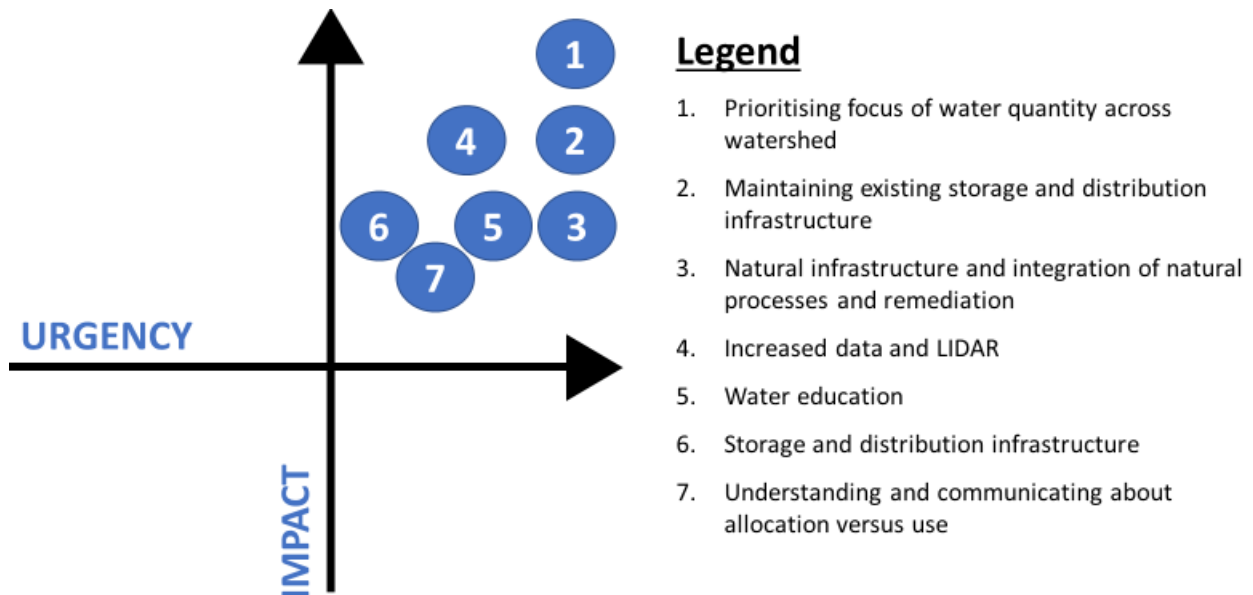 1
Legend
4
2
6
5
3
7
URGENCY
IMPACT
1. Prioritising focus of water quantity across
watershed
2. Maintaining existing storage and distribution
infrastructure
3. Natural infrastructure and integration of natural
processes and remediation
4. Increased data and LIDAR
5. Water education
6. Storage and distribution infrastructure
7. Understanding and communicating about
allocation versus use